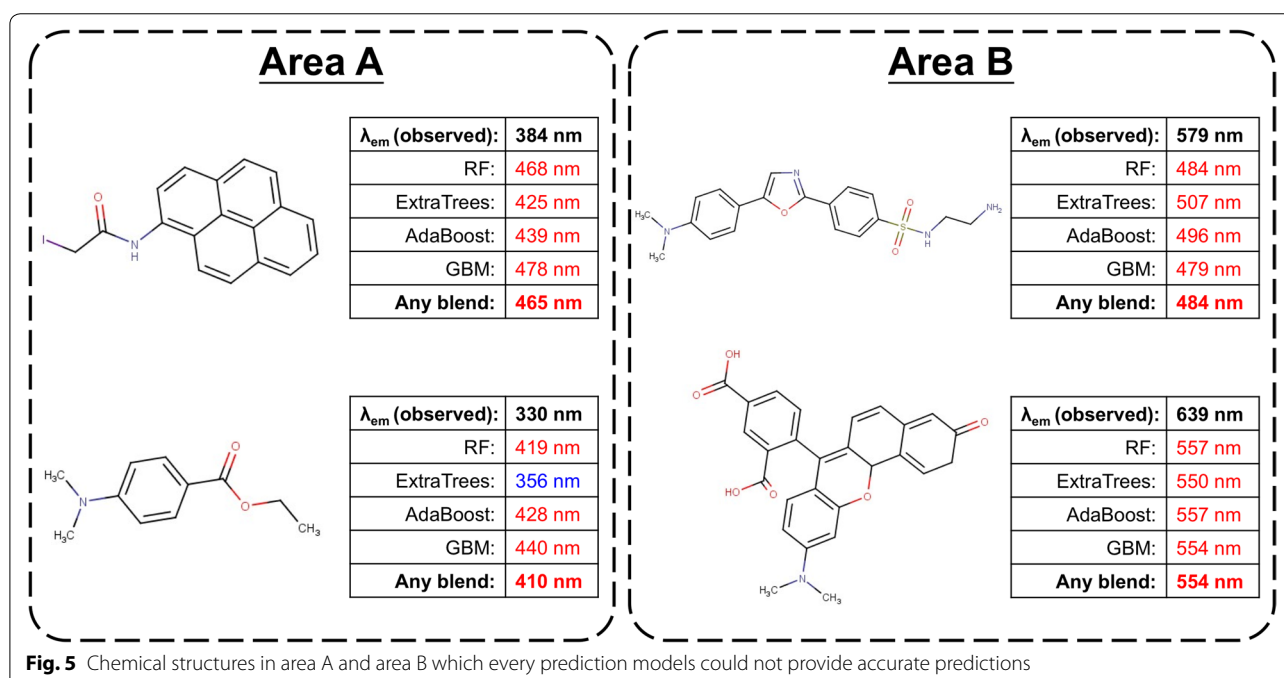 Area A
λem (observed): 384 nm
RF: 468 nm
ExtraTrees: 425 nm
AdaBoost: 439 nm
GBM: 478 nm
Any blend: 465 nm
O
I
N
H
λem (observed): 330 nm
RF: 419 nm
ExtraTrees: 356 nm
AdaBoost: 428 nm
GBM: 440 nm
Any blend: 410 nm
O
H₃C
N
O
H₃C
CH₃
Area B
λem (observed): 579 nm
RF: 484 nm
ExtraTrees: 507 nm
AdaBoost: 496 nm
GBM: 479 nm
Any blend: 484 nm
N
O
H₃C
N
CH₃
O
S
O
N
H
NH₂
λem (observed): 639 nm
RF: 557 nm
ExtraTrees: 550 nm
AdaBoost: 557 nm
GBM: 554 nm
Any blend: 554 nm
OH
O
O
HO
O
O
N
H₃C
CH₃
Fig. 5 Chemical structures in area A and area B which every prediction models could not provide accurate predictions